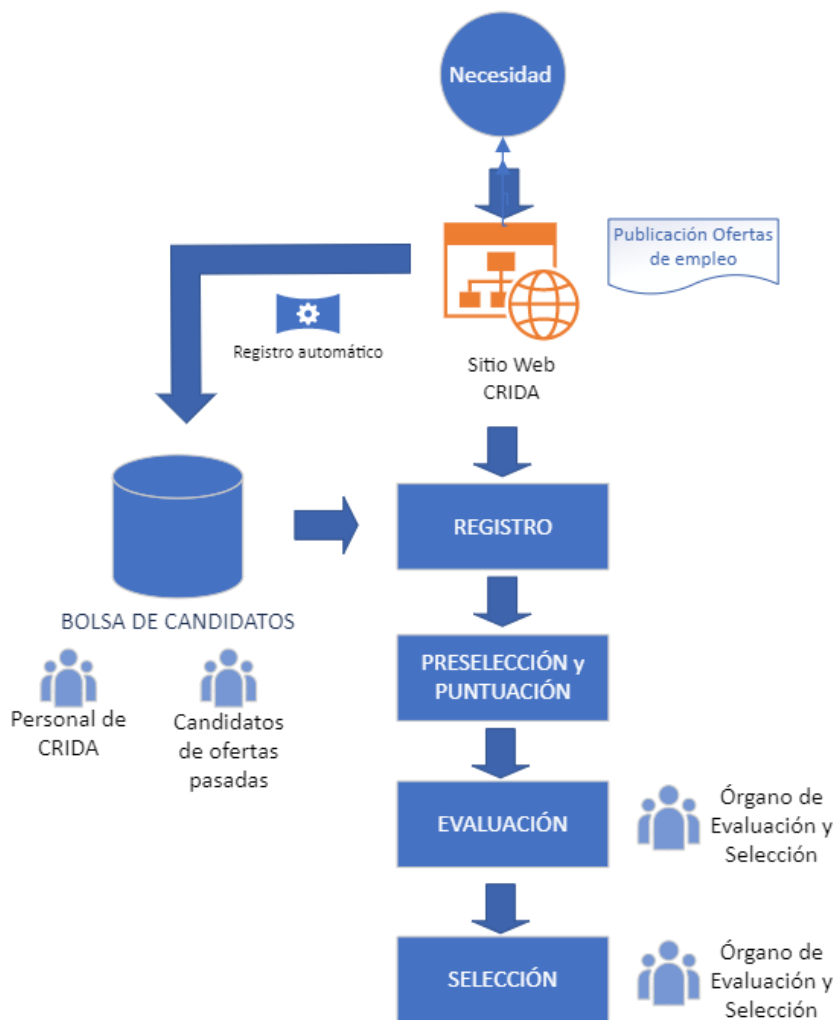 Necesidad
Publicación Ofertas
de empleo
Registro automático
Sitio Web
CRIDA
REGISTRO
BOLSA DE CANDIDATOS
Personal de
CRIDA
Candidatos
de ofertas
pasadas
PRESELECCIÓN y
PUNTUACIÓN
EVALUACIÓN
Órgano de
Evaluación y
Selección
SELECCIÓN
Órgano de
Evaluación y
Selección